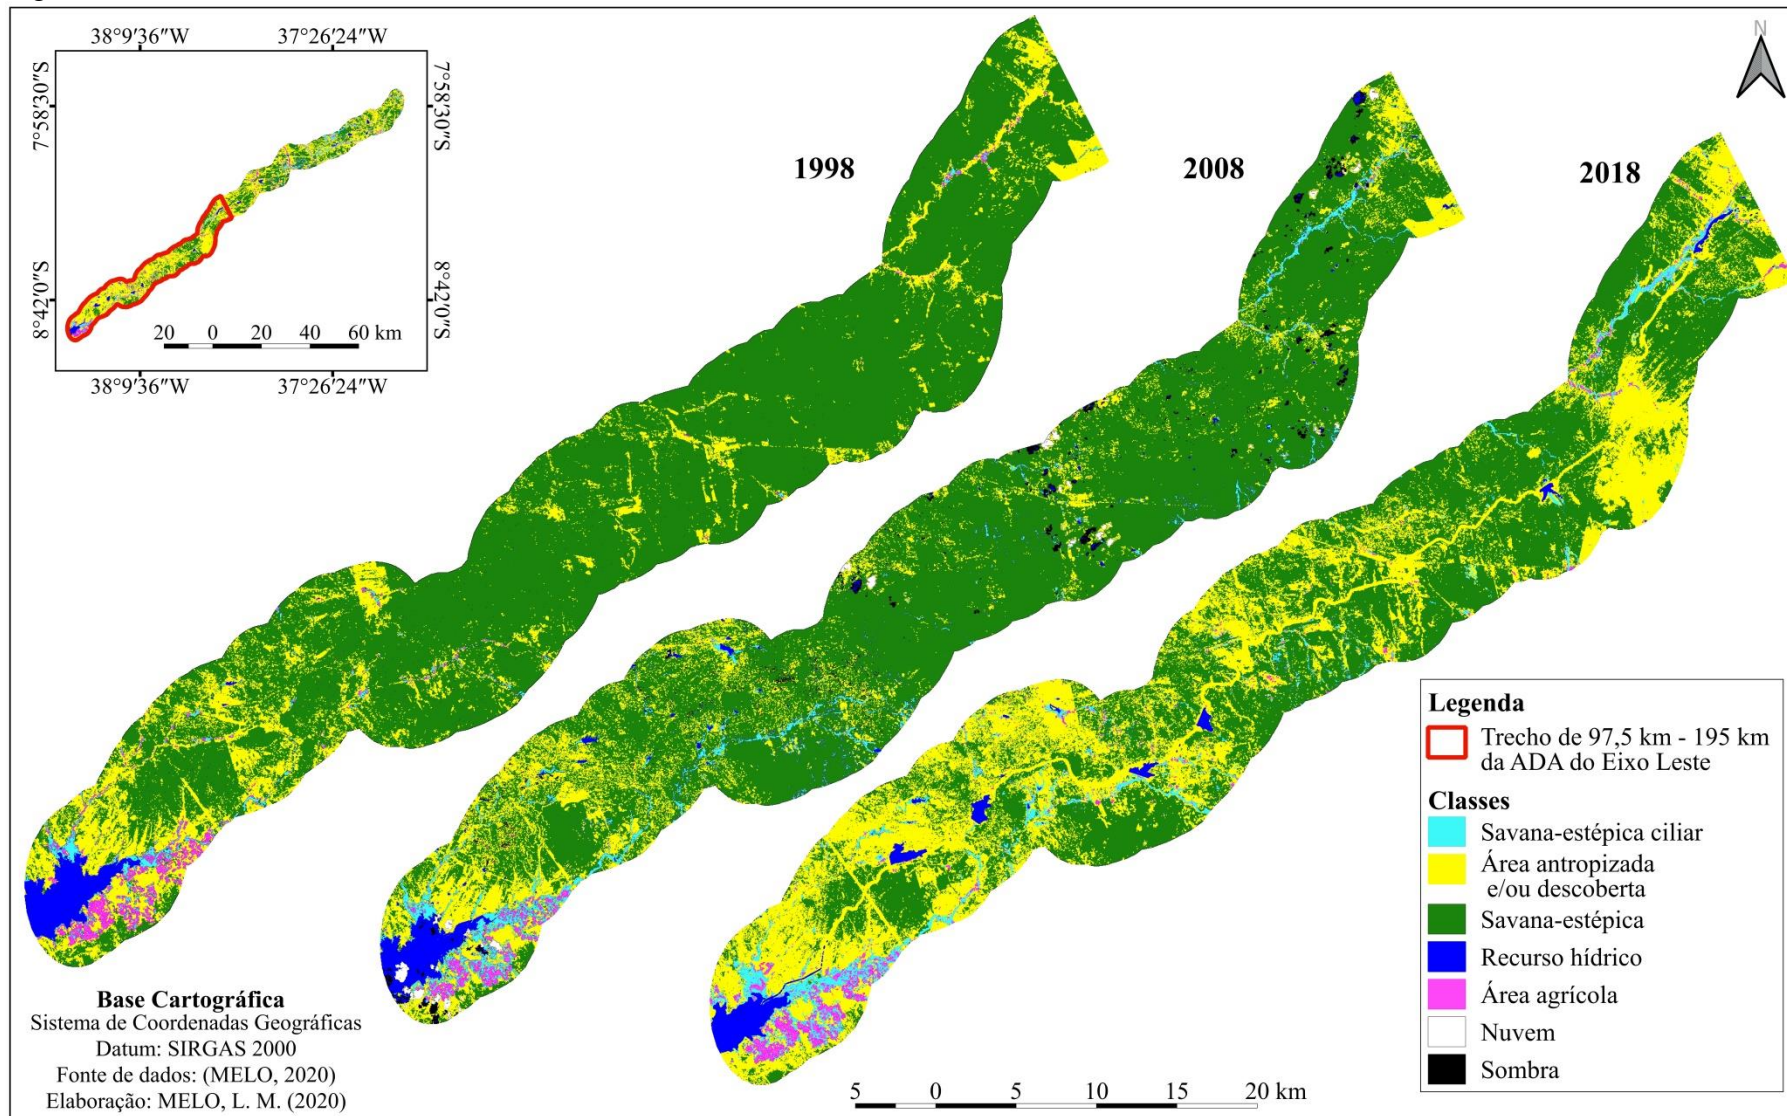 38°9'36"W
37°26'24"W
7°58'30"S
7°58'30"S
8°42'0"S
8°42'0"S
20 0 20 40 60 km
38°9'36"W
37°26'24"W
N
1998
2008
2018
Legenda
Trecho de 97,5 km - 195 km
da ADA do Eixo Leste
Classes
Savana-estépica ciliar
Área antropizada
e/ou descoberta
Savana-estépica
Recurso hídrico
Área agrícola
Nuvem
Sombra
Base Cartográfica
Sistema de Coordenadas Geográficas
Datum: SIRGAS 2000
Fonte de dados: (MELO, 2020)
Elaboração: MELO, L. M. (2020)
5 0 5 10 15 20 km